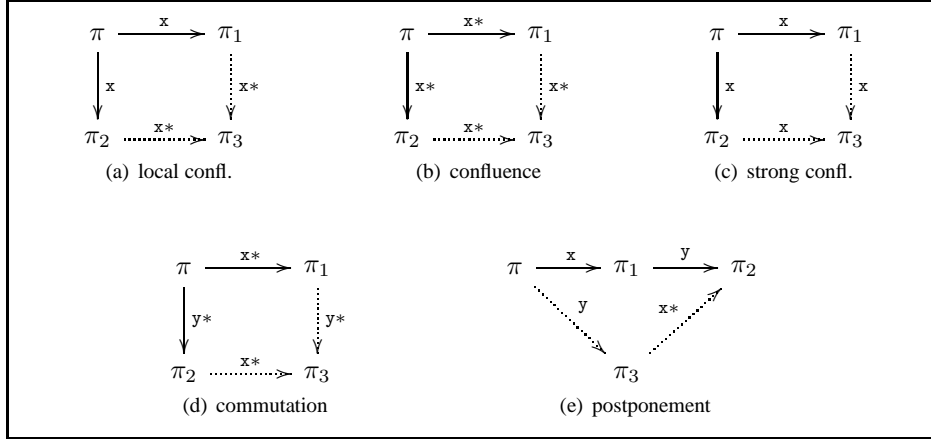 π x π₁ π x* π₁ π x π₁
x x* x* x* x x
π₂ x* π₃ π₂ x* π₃ π₂ x π₃
(a) local confl. (b) confluence (c) strong confl.
π x* π₁ π x π₁ y π₂
y* y* y x*
π₂ x* π₃ π₃
(d) commutation (e) postponement